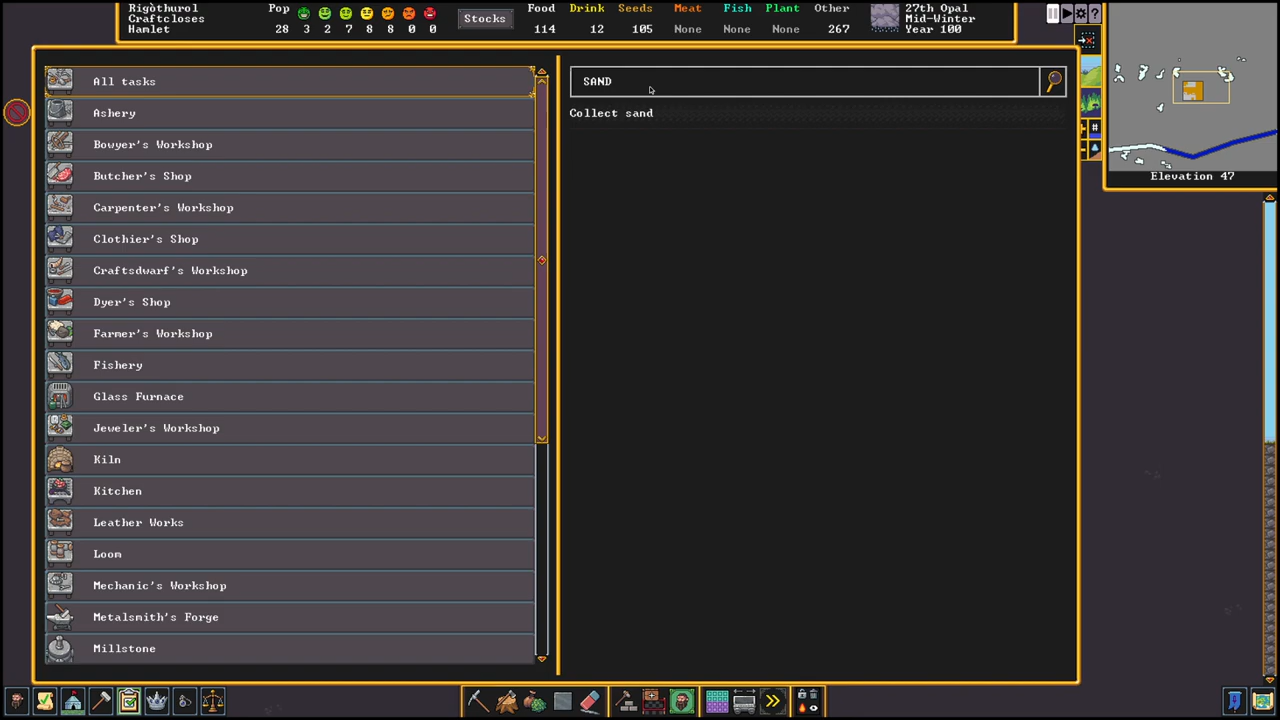 Rigòthurol
Craftcloses
Hamlet
Pop
28 3 2 7 8 8 0 0
Stocks
Food Drink Seeds Meat Fish Plant Other
114 12 105 None None None 267
27th Opal
Mid-Winter
Year 100
?
#
Elevation 47
All tasks
Ashery
Bowyer's Workshop
Butcher's Shop
Carpenter's Workshop
Clothier's Shop
Craftsdwarf's Workshop
Dyer's Shop
Farmer's Workshop
Fishery
Glass Furnace
Jeweler's Workshop
Kiln
Kitchen
Leather Works
Loom
Mechanic's Workshop
Metalsmith's Forge
Millstone
SAND
Collect sand